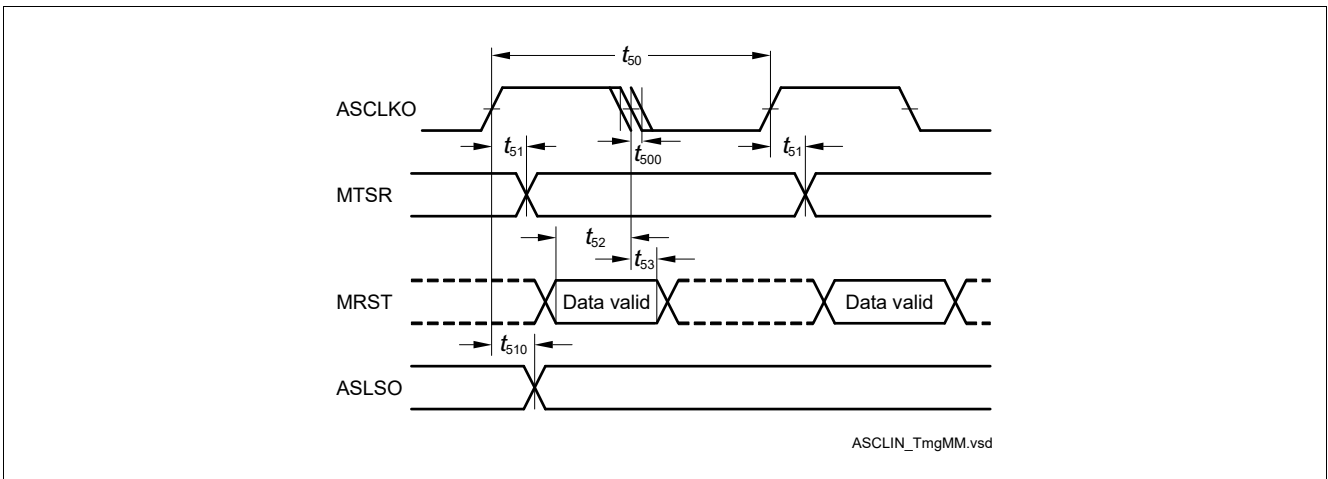 t50
ASCLKO
t51
t500
t51
MTSR
t52
t53
MRST
Data valid
Data valid
t510
ASLSO
ASCLIN_TmgMM.vsd